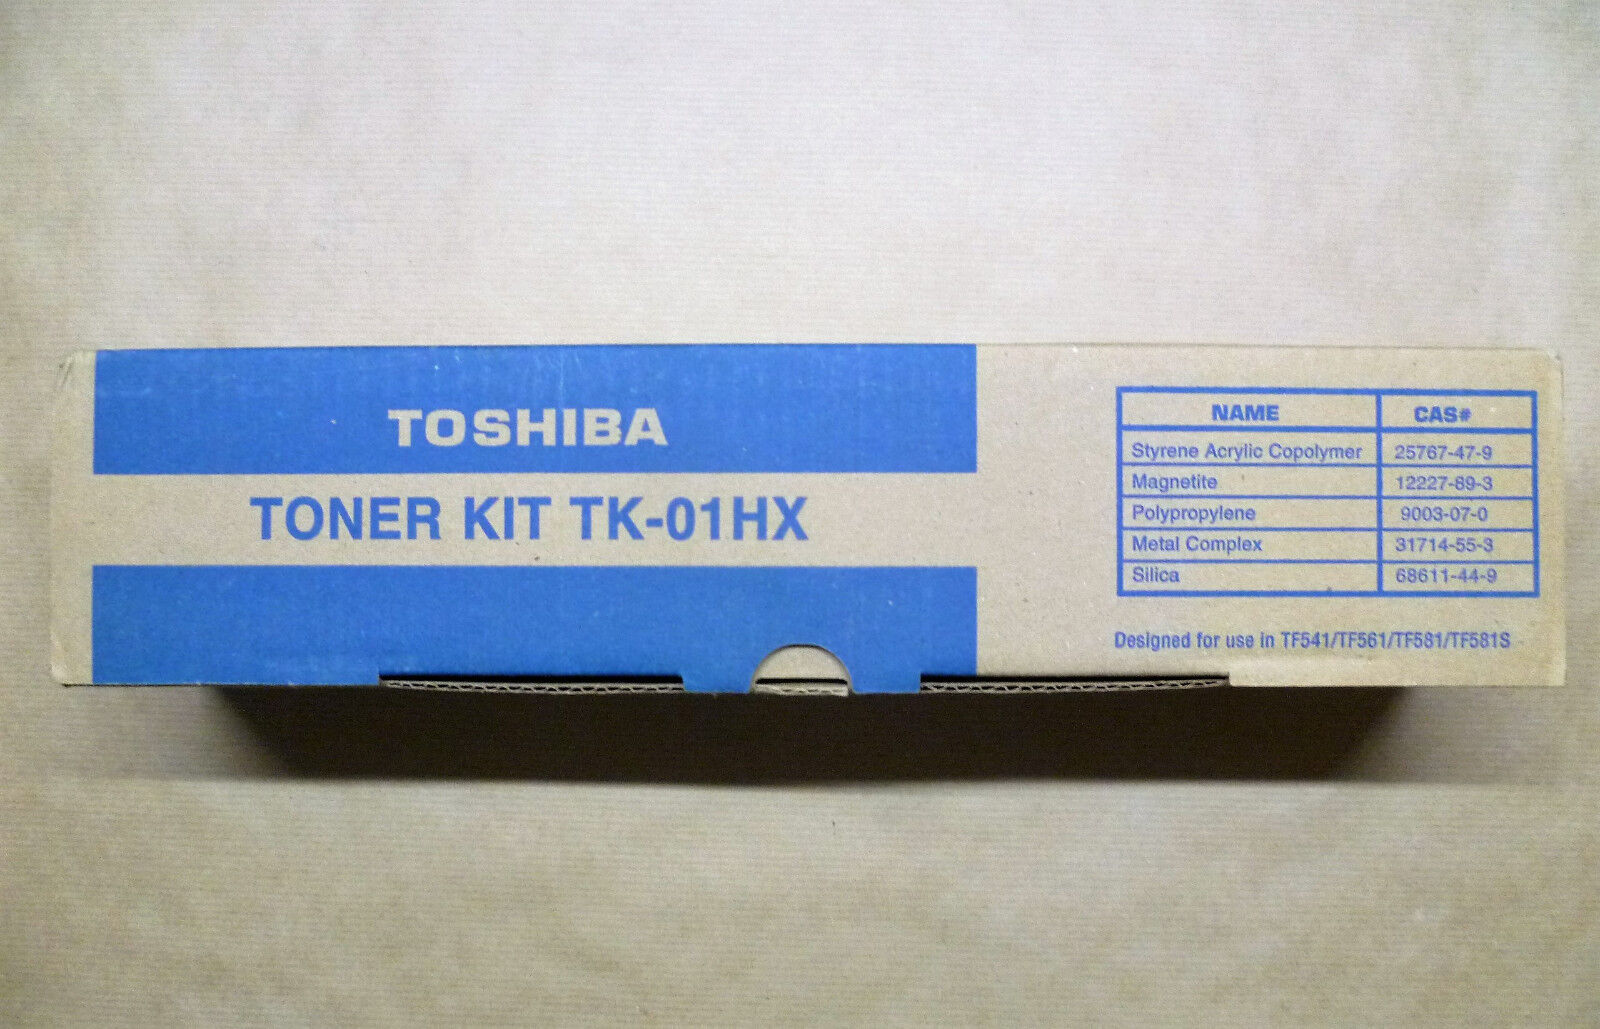 TOSHIBA
TONER KIT TK-01HX
NAME CAS#
Styrene Acrylic Copolymer 25767-47-9
Magnetite 12227-89-3
Polypropylene 9003-07-0
Metal Complex 31714-55-3
Silica 68611-44-9
Designed for use in TF541/TF561/TF581/TF581S